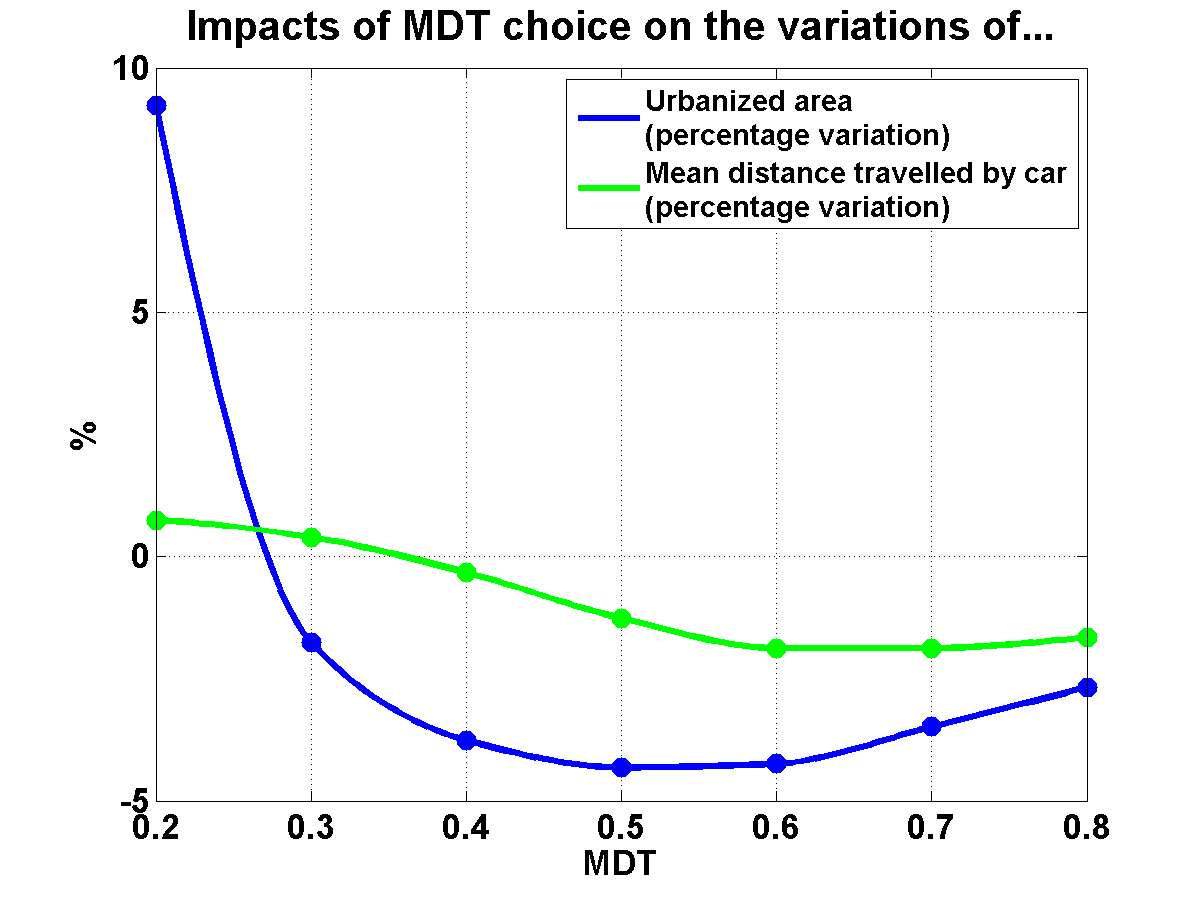 Impacts of MDT choice on the variations of...
10
5
0
-5
%
Urbanized area
(percentage variation)
Mean distance travelled by car
(percentage variation)
0.2 0.3 0.4 0.5 0.6 0.7 0.8
MDT